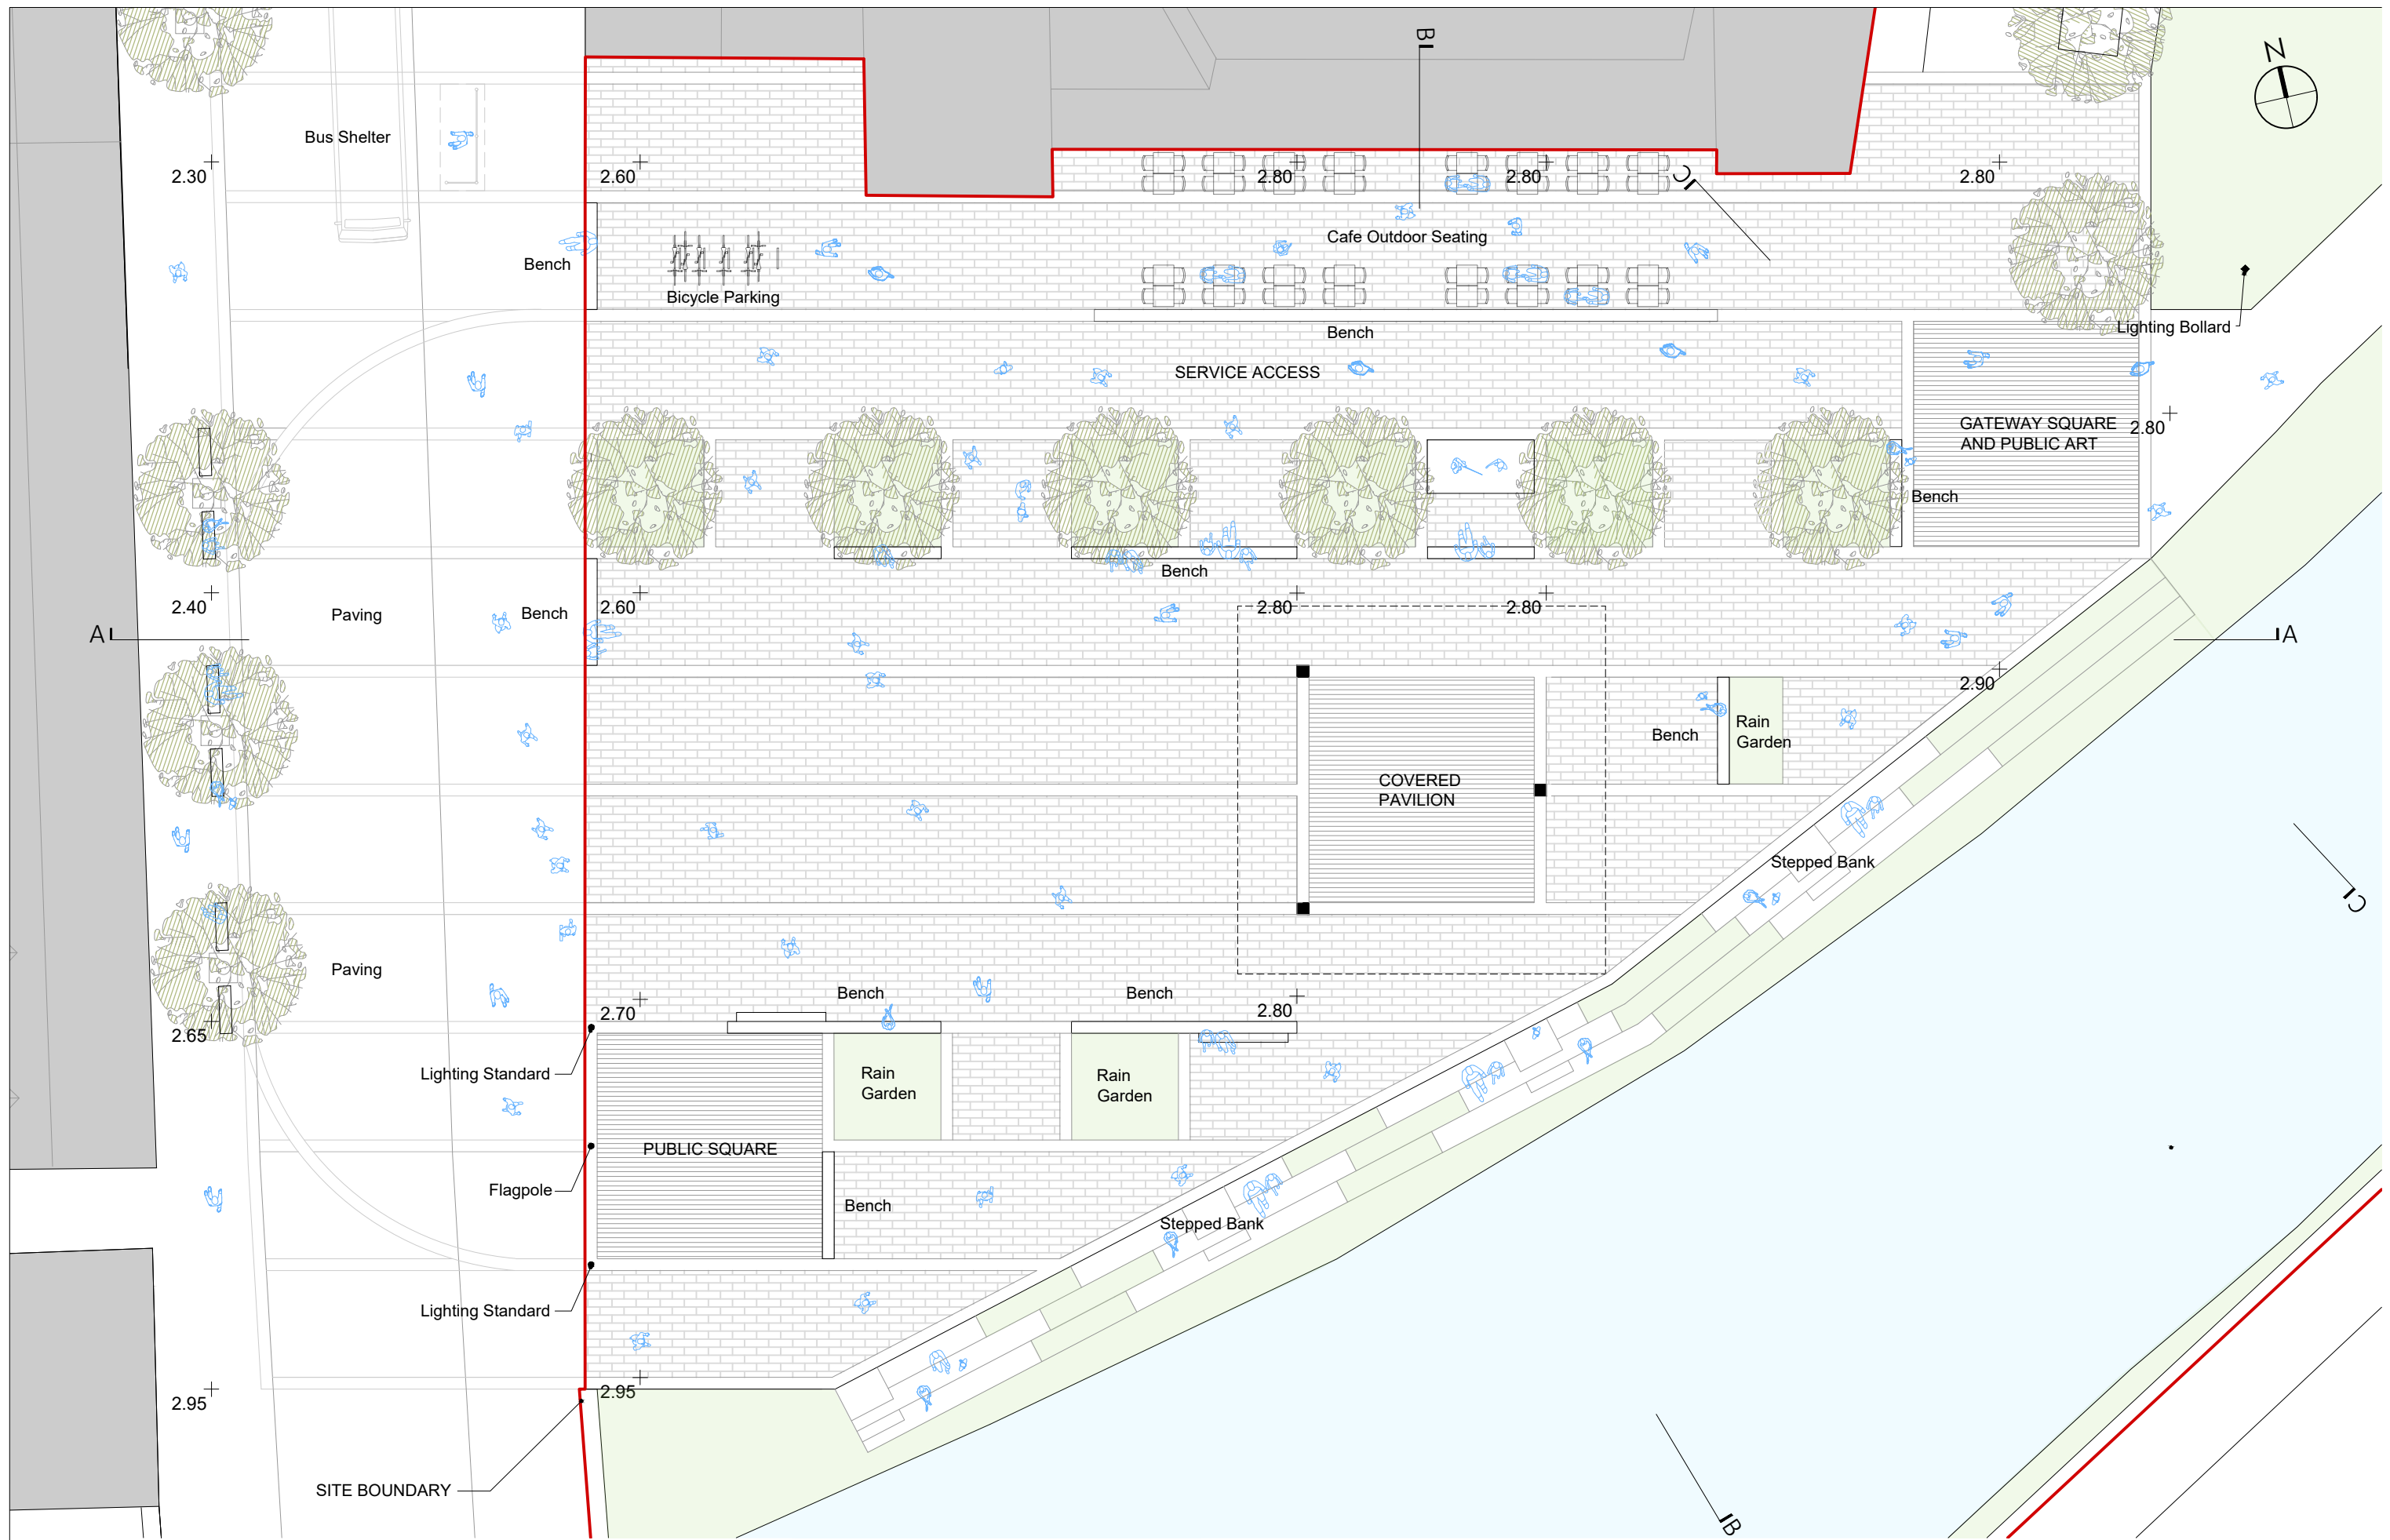 B
N
Bus Shelter
2.30
2.60
2.80
2.80
C
2.80
Cafe Outdoor Seating
Bench
Bicycle Parking
Bench
Lighting Bollard
SERVICE ACCESS
GATEWAY SQUARE
AND PUBLIC ART
2.80
Bench
Bench
2.40
Paving
Bench
2.60
2.80
2.80
A
A
2.90
Bench
Rain
Garden
COVERED
PAVILION
Stepped Bank
C
Paving
Bench
Bench
2.70
2.80
2.65
Lighting Standard
Rain
Garden
Rain
Garden
PUBLIC SQUARE
Flagpole
Bench
Stepped Bank
Lighting Standard
2.95
2.95
SITE BOUNDARY
B